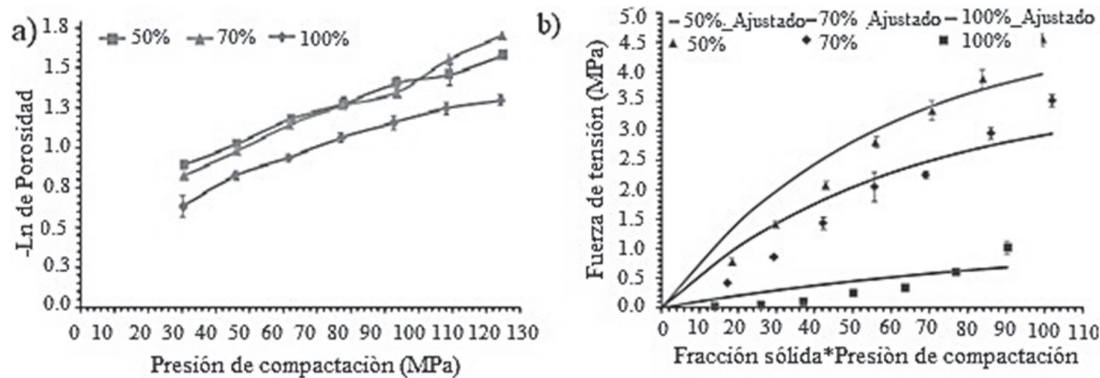 a)
50% 70% 100%
-Ln de Porosidad
1.8
1.5
1.3
1.0
0.8
0.5
0.3
0.0
0 10 20 30 40 50 60 70 80 90 100 110 120 130
Presión de compactaciòn (MPa)
b)
50%_Ajustado 70%_Ajustado 100%_Ajustado
50% 70% 100%
Fuerza de tensión (MPa)
5.0
4.5
4.0
3.5
3.0
2.5
2.0
1.5
1.0
0.5
0.0
0 10 20 30 40 50 60 70 80 90 100 110
Fracción sólida*Presiòn de compactación